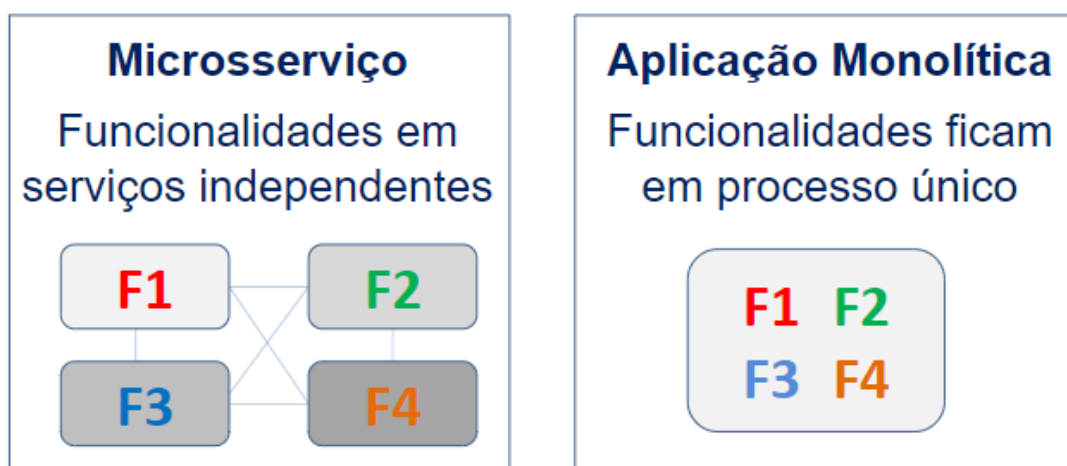 Microsserviço
Funcionalidades em
serviços independentes
F1
F2
F3
F4
Aplicação Monolítica
Funcionalidades ficam
em processo único
F1 F2
F3 F4